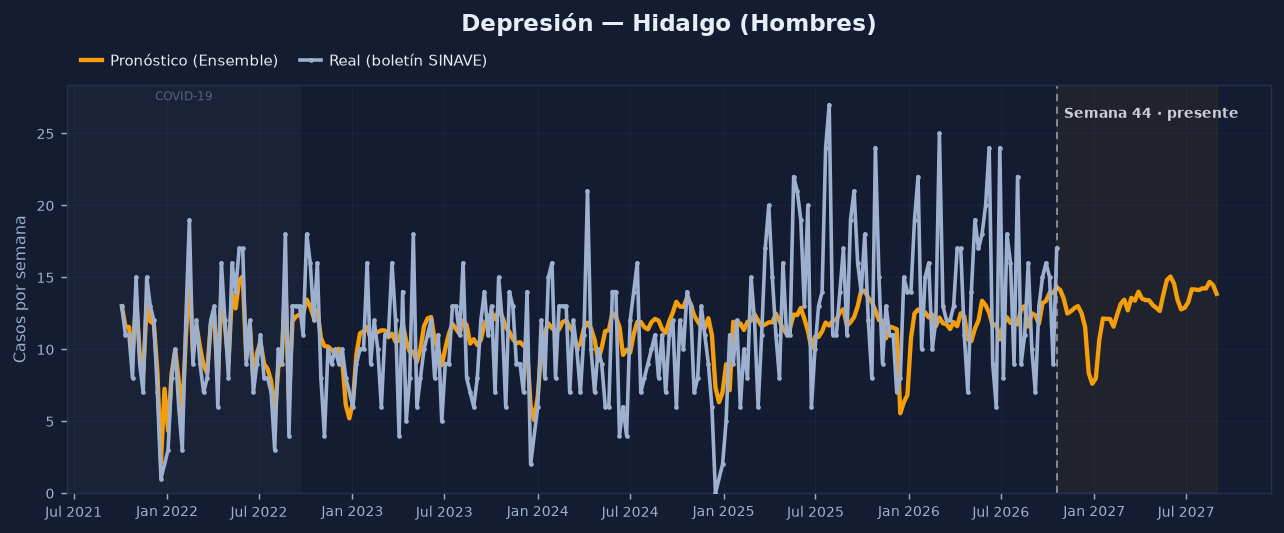 Depresión — Hidalgo (Hombres)
Pronóstico (Ensemble)
Real (boletín SINAVE)
COVID-19
Semana 44 · presente
Casos por semana
25
20
15
10
5
0
Jul 2021
Jan 2022
Jul 2022
Jan 2023
Jul 2023
Jan 2024
Jul 2024
Jan 2025
Jul 2025
Jan 2026
Jul 2026
Jan 2027
Jul 2027